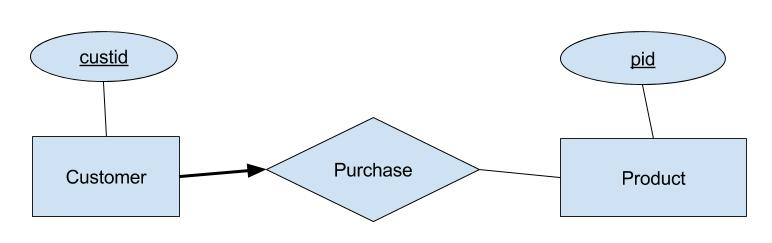 custid
pid
Customer
Purchase
Product